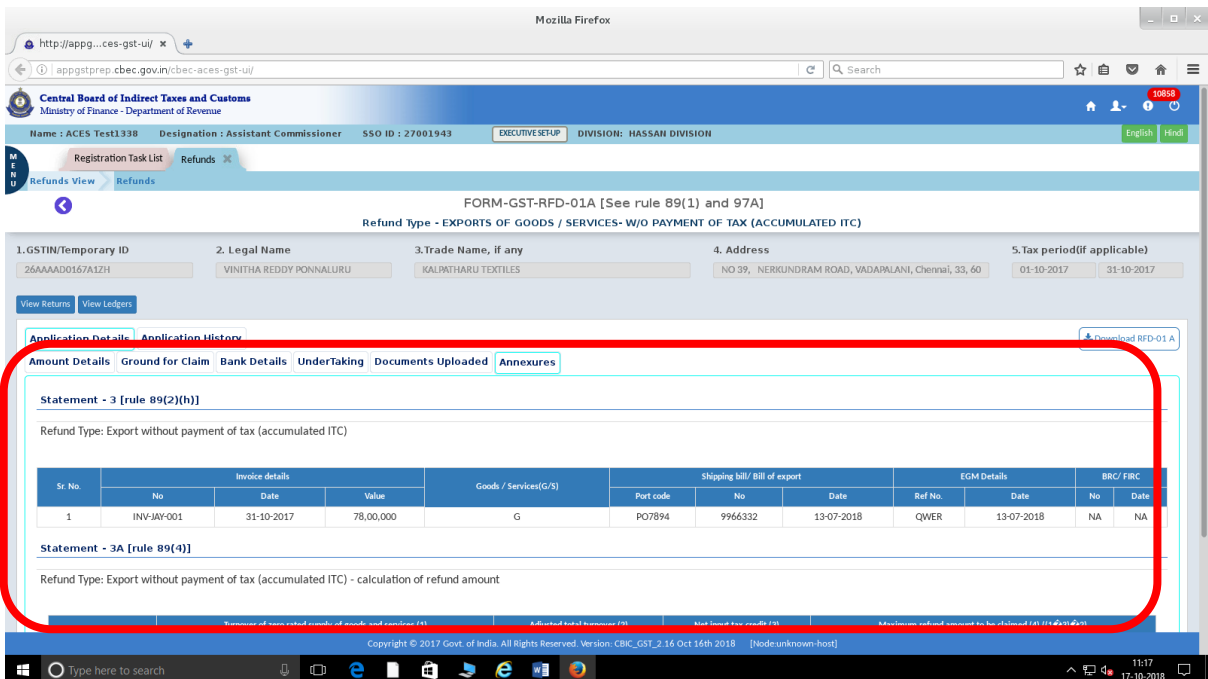 Mozilla Firefox
http://appg...ces-gst-ui/
appgstprep.cbec.gov.in/cbec-aces-gst-ui/
Search
Central Board of Indirect Taxes and Customs
Ministry of Finance - Department of Revenue
10858
Name : ACES Test1338 Designation : Assistant Commissioner SSO ID : 27001943 EXECUTIVE SET-UP DIVISION: HASSAN DIVISION English Hindi
MENU
Registration Task List Refunds
Refunds View Refunds
FORM-GST-RFD-01A [See rule 89(1) and 97A]
Refund Type - EXPORTS OF GOODS / SERVICES- W/O PAYMENT OF TAX (ACCUMULATED ITC)
1.GSTIN/Temporary ID 2. Legal Name 3.Trade Name, if any 4. Address 5.Tax period(if applicable)
26AAAAD0167A1ZH VINITHA REDDY PONNALURU KALPATHARU TEXTILES NO 39, NERKUNDRAM ROAD, VADAPALANI, Chennai, 33, 60 01-10-2017 31-10-2017
View Returns View Ledgers
Application Details Application History Download RFD-01 A
Amount Details Ground for Claim Bank Details UnderTaking Documents Uploaded Annexures
Statement - 3 [rule 89(2)(h)]
Refund Type: Export without payment of tax (accumulated ITC)
Sr. No. Invoice details Goods / Services(G/S) Shipping bill/ Bill of export EGM Details BRC/ FIRC
No Date Value Port code No Date Ref No. Date No Date
1 INV-JAY-001 31-10-2017 78,00,000 G PO7894 9966332 13-07-2018 QWER 13-07-2018 NA NA
Statement - 3A [rule 89(4)]
Refund Type: Export without payment of tax (accumulated ITC) - calculation of refund amount
Turnover of zero rated supply of goods and services (1) Adjusted total turnover (2) Net input tax credit (3) Maximum refund amount to be claimed (4) ((1�3)�2)
Copyright © 2017 Govt. of India. All Rights Reserved. Version: CBIC_GST_2.16 Oct 16th 2018 [Node:unknown-host]
Type here to search
11:17
17-10-2018